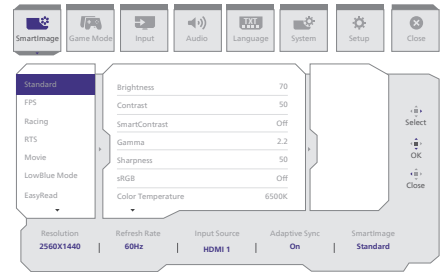 SmartImage
Game Mode
Input
Audio
TXT
Language
System
Setup
Close
Standard
FPS
Racing
RTS
Movie
LowBlue Mode
EasyRead
Brightness 70
Contrast 50
SmartContrast Off
Gamma 2.2
Sharpness 50
sRGB Off
Color Temperature 6500K
Select
OK
Close
Resolution
2560X1440
Refresh Rate
60Hz
Input Source
HDMI 1
Adaptive Sync
On
SmartImage
Standard